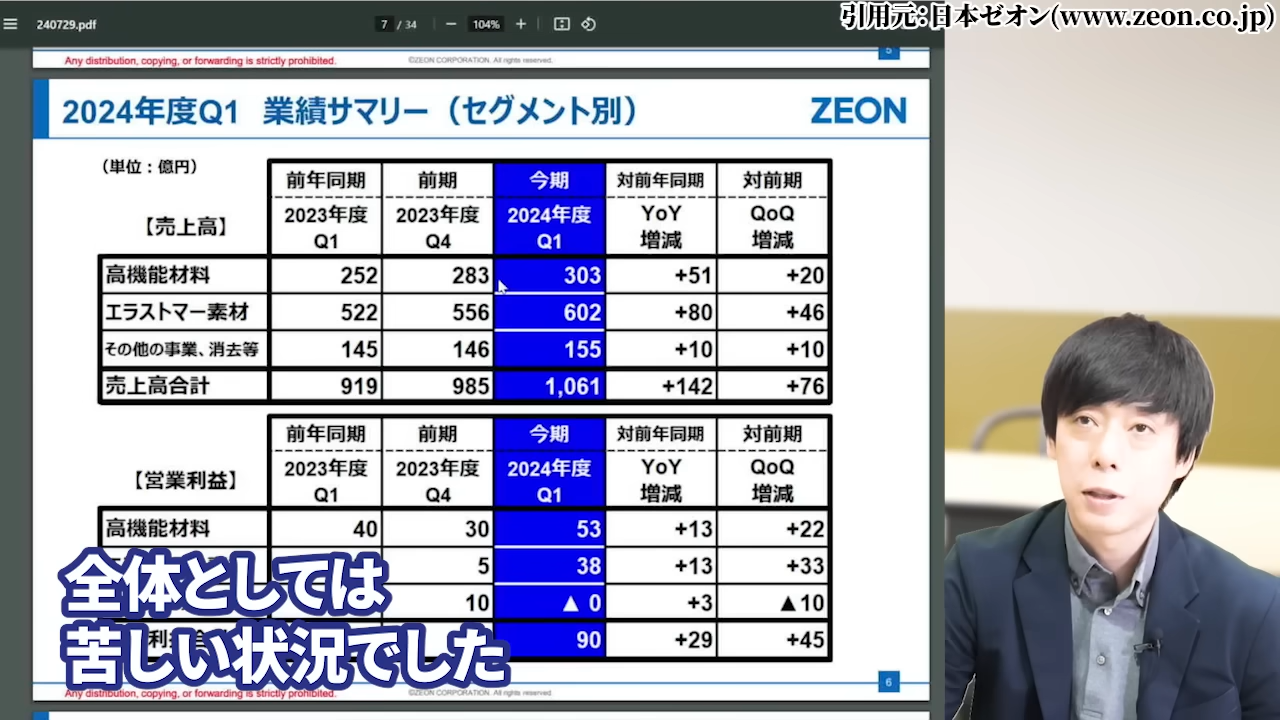 240729.pdf
7 / 34
104%
引用元:日本ゼオン(www.zeon.co.jp)
Any distribution, copying, or forwarding is strictly prohibited.
©ZEON CORPORATION. All rights reserved.
5
2024年度Q1 業績サマリー（セグメント別）
ZEON
（単位：億円）
【売上高】
前年同期 前期 今期 対前年同期 対前期
2023年度 2023年度 2024年度 YoY QoQ
Q1 Q4 Q1 増減 増減
高機能材料 252 283 303 +51 +20
エラストマー素材 522 556 602 +80 +46
その他の事業、消去等 145 146 155 +10 +10
売上高合計 919 985 1,061 +142 +76
【営業利益】
前年同期 前期 今期 対前年同期 対前期
2023年度 2023年度 2024年度 YoY QoQ
Q1 Q4 Q1 増減 増減
高機能材料 40 30 53 +13 +22
5 38 +13 +33
10 ▲ 0 +3 ▲10
90 +29 +45
全体としては
苦しい状況でした
Any distribution, copying, or forwarding is strictly prohibited.
©ZEON CORPORATION. All rights reserved.
6